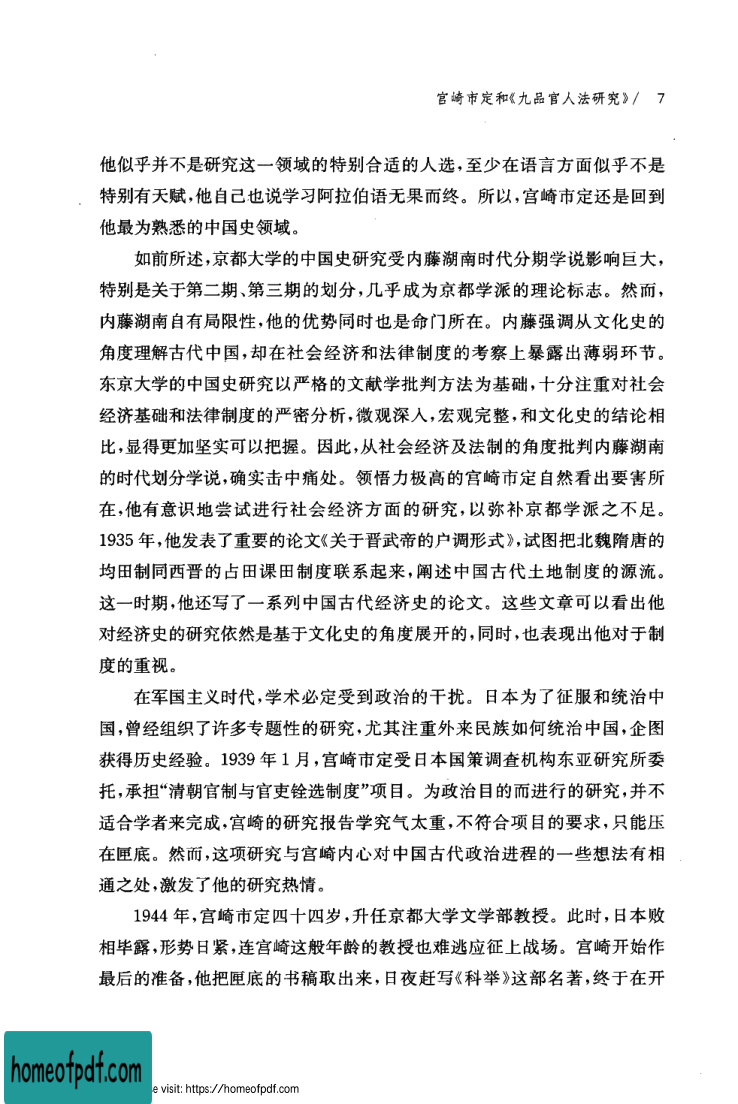 宫崎市定和《九品官人法研究》/ 7
他似乎并不是研究这一领域的特别合适的人选,至少在语言方面似乎不是
特别有天赋,他自己也说学习阿拉伯语无果而终。所以,宫崎市定还是回到
他最为熟悉的中国史领域。
如前所述,京都大学的中国史研究受内藤湖南时代分期学说影响巨大,
特别是关于第二期、第三期的划分,几乎成为京都学派的理论标志。然而,
内藤湖南自有局限性,他的优势同时也是命门所在。内藤强调从文化史的
角度理解古代中国,却在社会经济和法律制度的考察上暴露出薄弱环节。
东京大学的中国史研究以严格的文献学批判方法为基础,十分注重对社会
经济基础和法律制度的严密分析,微观深入,宏观完整,和文化史的结论相
比,显得更加坚实可以把握。因此,从社会经济及法制的角度批判内藤湖南
的时代划分学说,确实击中痛处。领悟力极高的宫崎市定自然看出要害所
在,他有意识地尝试进行社会经济方面的研究,以弥补京都学派之不足。
1935 年,他发表了重要的论文《关于晋武帝的户调形式》,试图把北魏隋唐的
均田制同西晋的占田课田制度联系起来,阐述中国古代土地制度的源流。
这一时期,他还写了一系列中国古代经济史的论文。这些文章可以看出他
对经济史的研究依然是基于文化史的角度展开的,同时,也表现出他对于制
度的重视。
在军国主义时代,学术必定受到政治的干扰。日本为了征服和统治中
国,曾经组织了许多专题性的研究,尤其注重外来民族如何统治中国,企图
获得历史经验。1939 年 1 月,宫崎市定受日本国策调查机构东亚研究所委
托,承担“清朝官制与官吏铨选制度”项目。为政治目的而进行的研究,并不
适合学者来完成,宫崎的研究报告学究气太重,不符合项目的要求,只能压
在匣底。然而,这项研究与宫崎内心对中国古代政治进程的一些想法有相
通之处,激发了他的研究热情。
1944 年,宫崎市定四十四岁,升任京都大学文学部教授。此时,日本败
相毕露,形势日紧,连宫崎这般年龄的教授也难逃应征上战场。宫崎开始作
最后的准备,他把匣底的书稿取出来,日夜赶写《科举》这部名著,终于在开
homeofpdf.com
se visit: https://homeofpdf.com